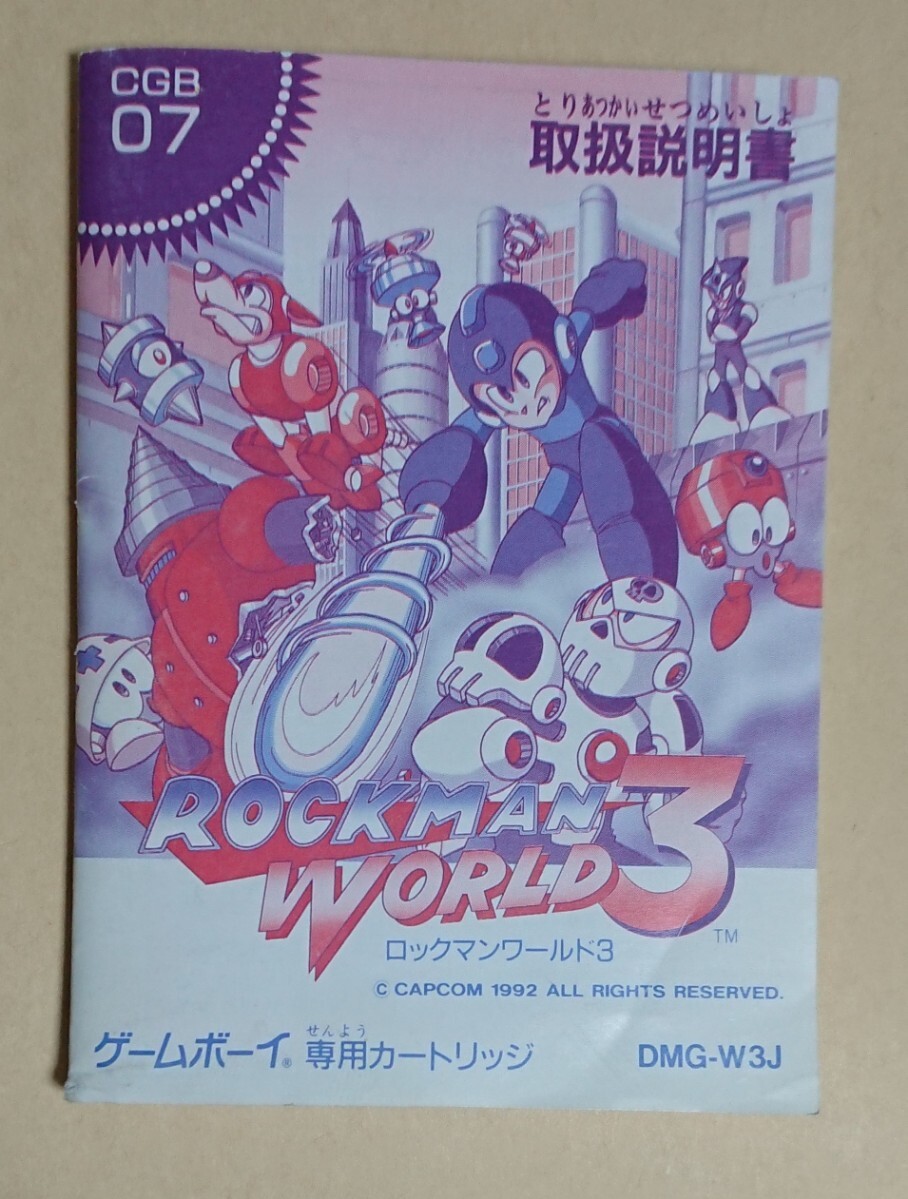 CGB
07
とりあつかいせつめいしょ
取扱説明書
ROCKMAN
WORLD 3
TM
ロックマンワールド3
© CAPCOM 1992 ALL RIGHTS RESERVED.
せんよう
ゲームボーイ® 専用カートリッジ DMG-W3J